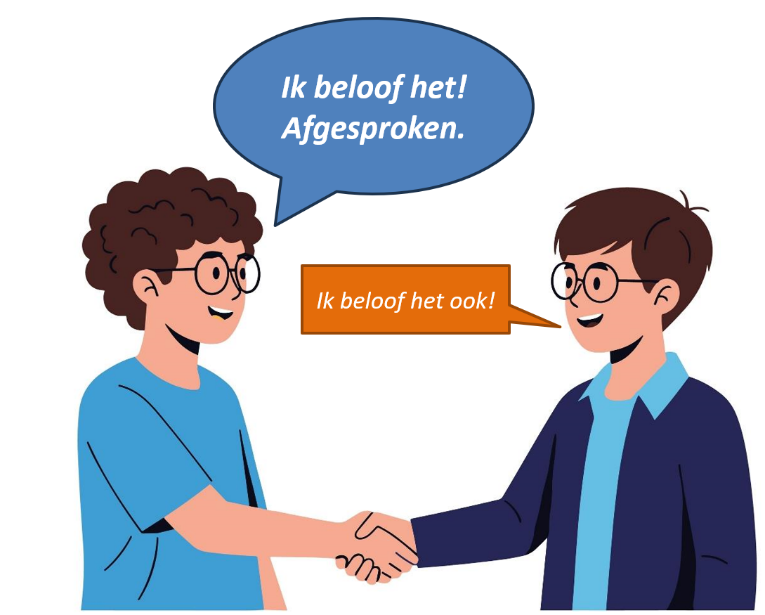 Ik beloof het!
Afgesproken.
Ik beloof het ook!